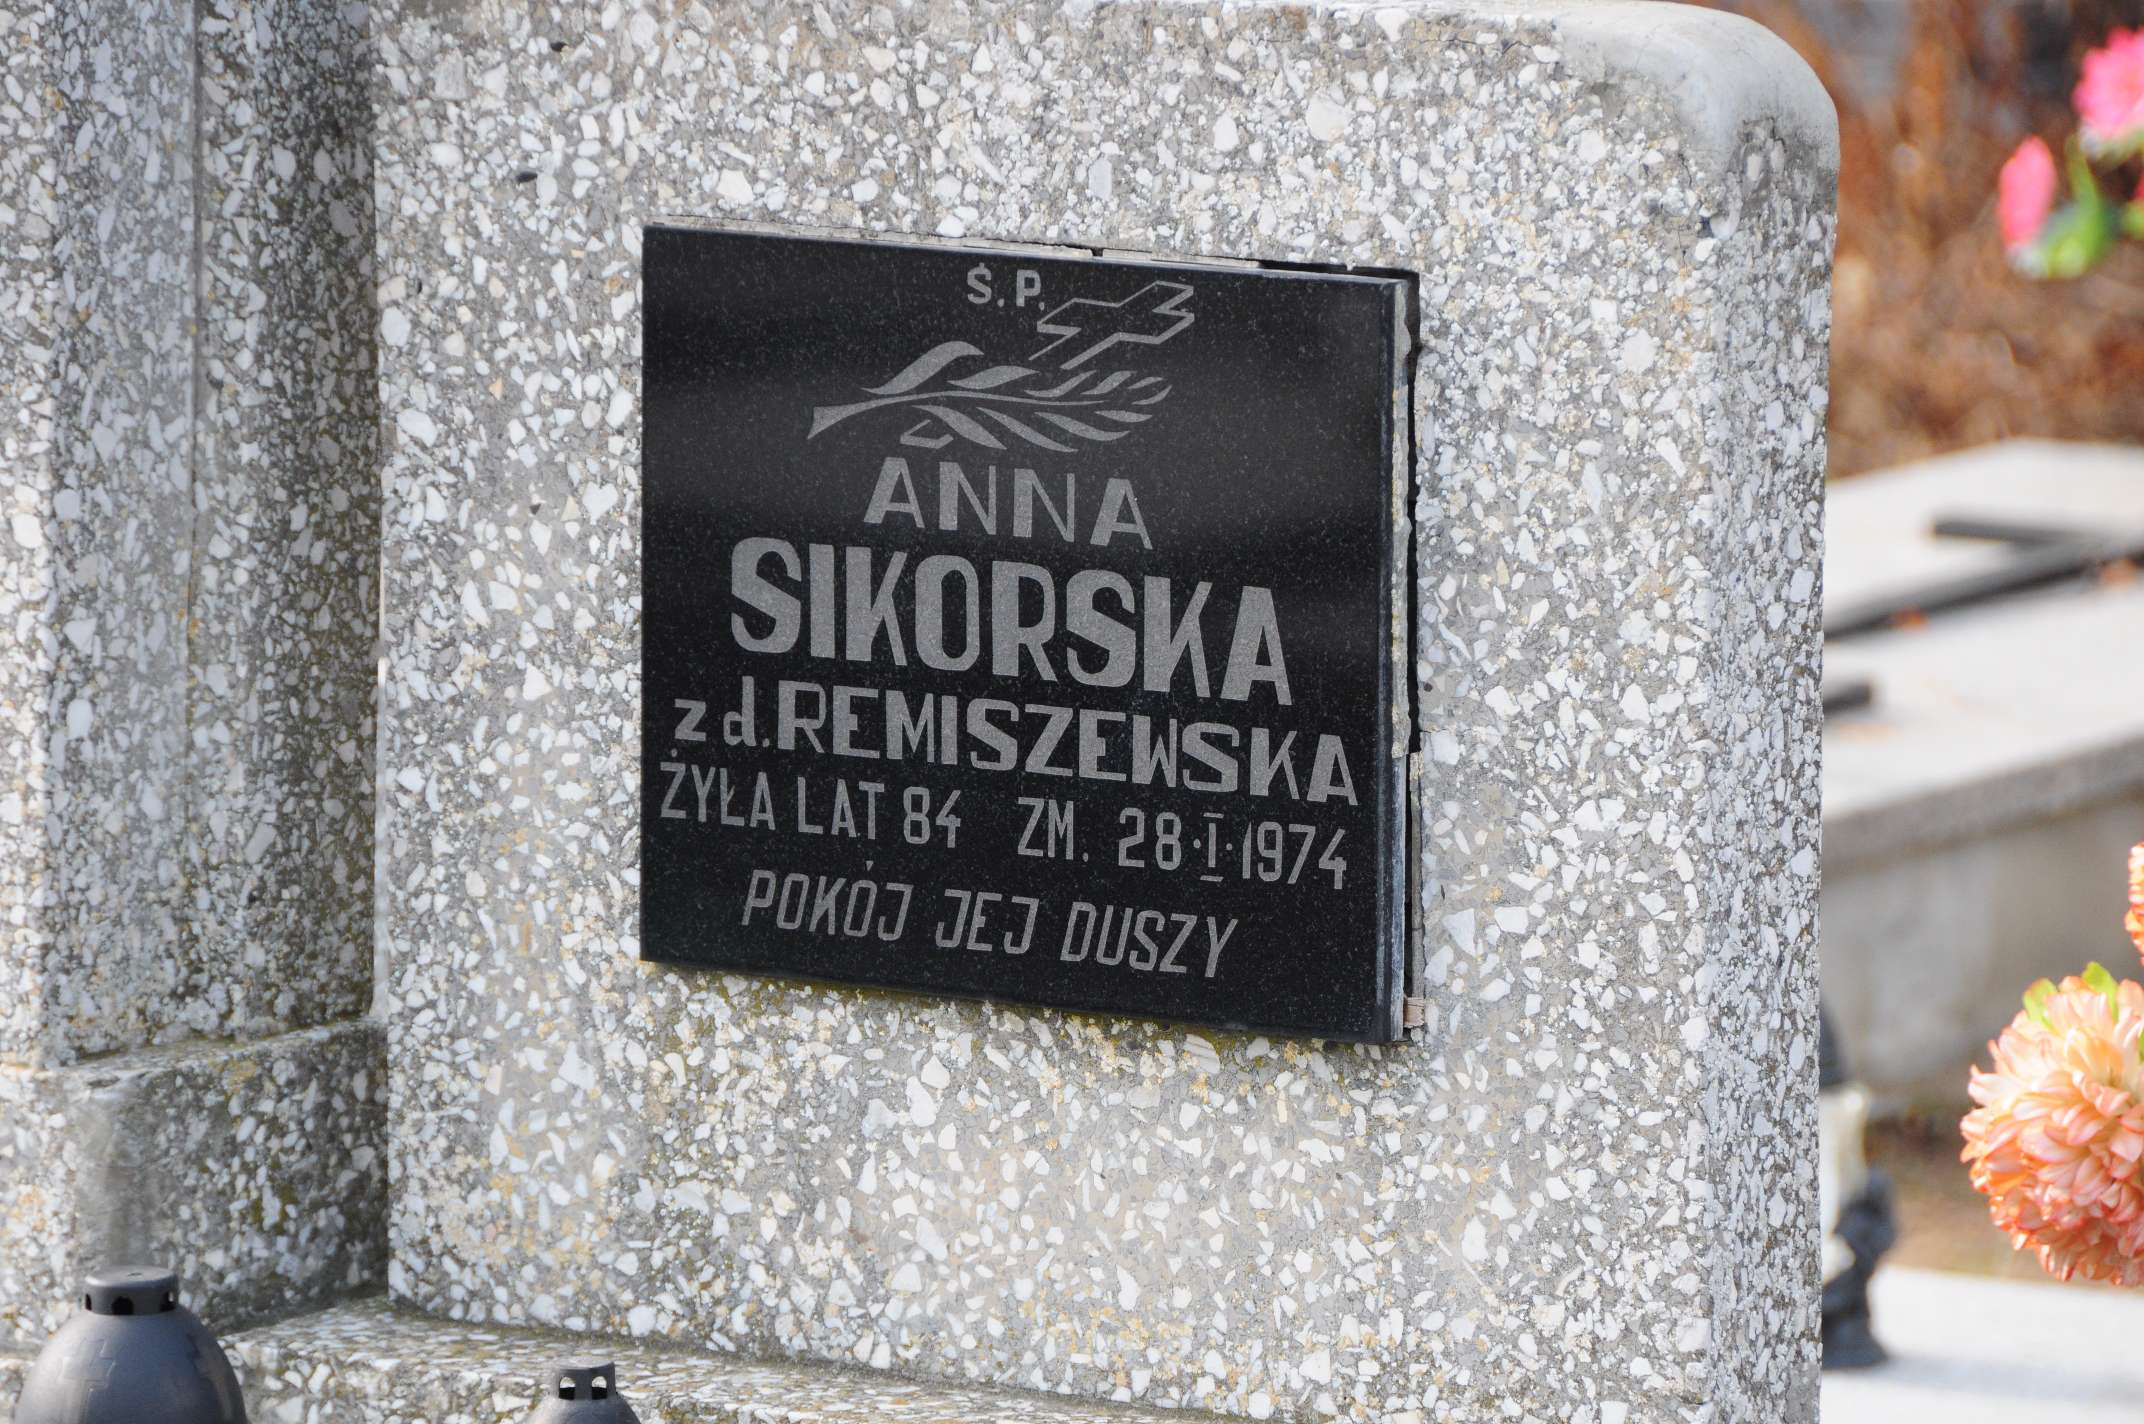 Ś. P.
ANNA
SIKORSKA
z d. REMISZEWSKA
ŻYŁA LAT 84 ZM. 28·I·1974
POKÓJ JEJ DUSZY